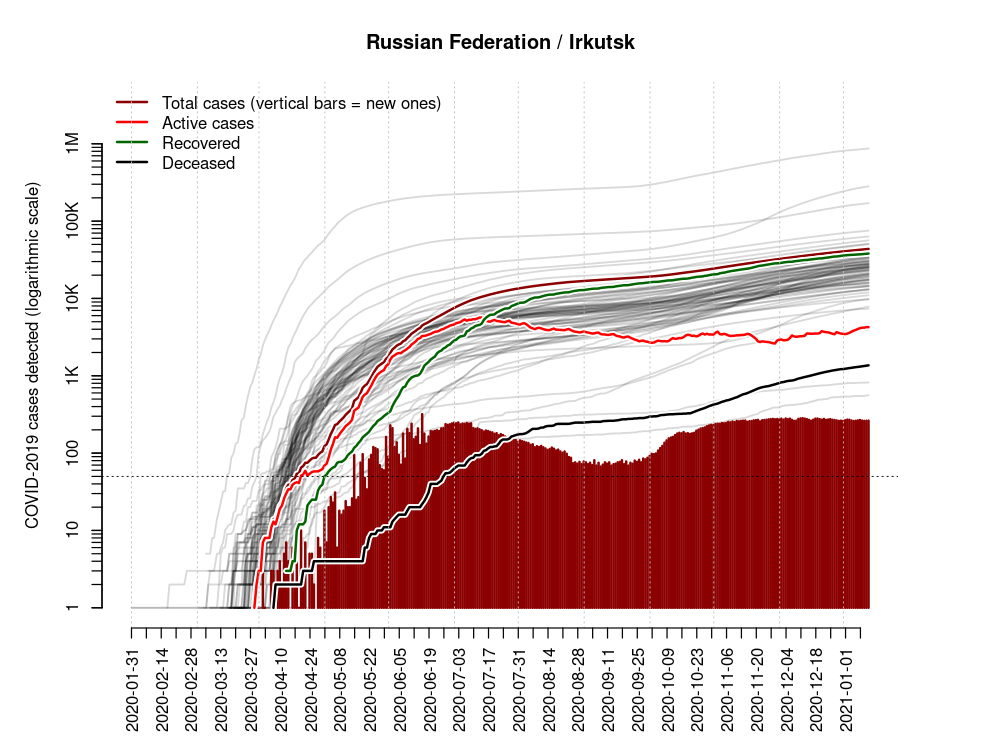 Russian Federation / Irkutsk
Total cases (vertical bars = new ones)
Active cases
Recovered
Deceased
COVID-2019 cases detected (logarithmic scale)
1M
100K
10K
1K
100
10
1
2020-01-31
2020-02-14
2020-02-28
2020-03-13
2020-03-27
2020-04-10
2020-04-24
2020-05-08
2020-05-22
2020-06-05
2020-06-19
2020-07-03
2020-07-17
2020-07-31
2020-08-14
2020-08-28
2020-09-11
2020-09-25
2020-10-09
2020-10-23
2020-11-06
2020-11-20
2020-12-04
2020-12-18
2021-01-01